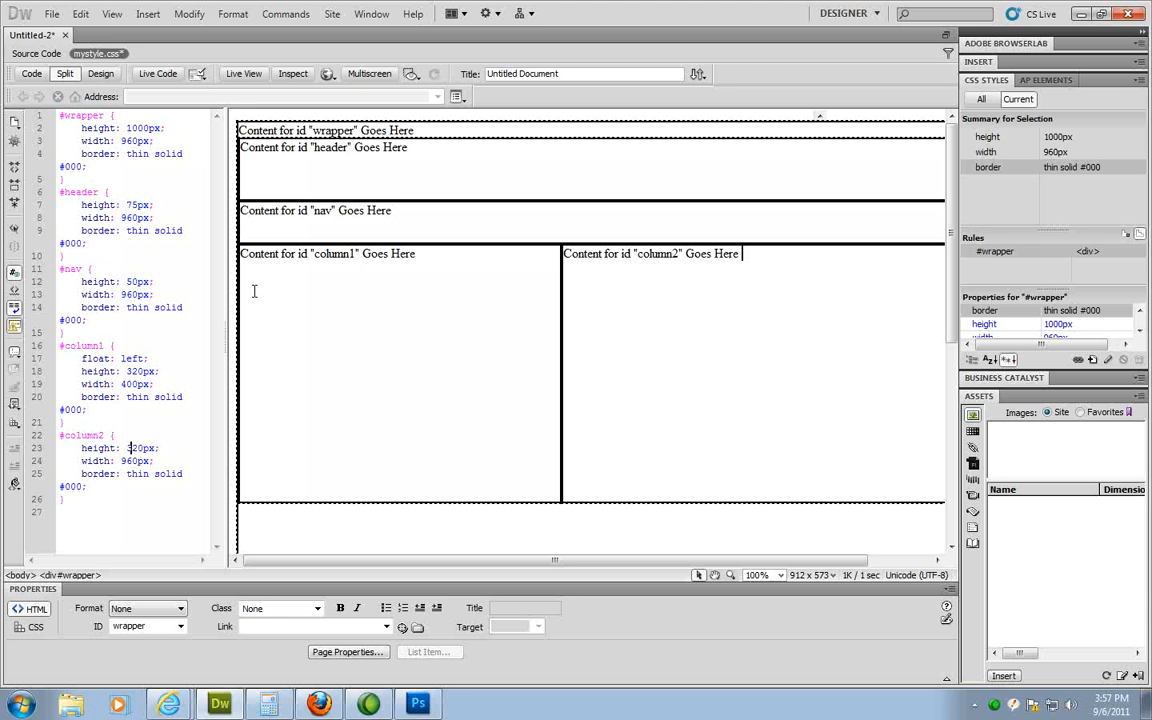 Dw File Edit View Insert Modify Format Commands Site Window Help DESIGNER CS Live
Untitled-2*
Source Code mystyle.css*
Code Split Design Live Code Live View Inspect Multiscreen Title: Untitled Document
Address:
1 #wrapper {
2 height: 1000px;
3 width: 960px;
4 border: thin solid
#000;
5 }
6 #header {
7 height: 75px;
8 width: 960px;
9 border: thin solid
#000;
10 }
11 #nav {
12 height: 50px;
13 width: 960px;
14 border: thin solid
#000;
15 }
16 #column1 {
17 float: left;
18 height: 320px;
19 width: 400px;
20 border: thin solid
#000;
21 }
22 #column2 {
23 height: 320px;
24 width: 960px;
25 border: thin solid
#000;
26 }
27
Content for id "wrapper" Goes Here
Content for id "header" Goes Here
Content for id "nav" Goes Here
Content for id "column1" Goes Here
Content for id "column2" Goes Here
<body> <div#wrapper>
100% 912 x 573 1K / 1 sec Unicode (UTF-8)
PROPERTIES
<> HTML Format None Class None B I Title
CSS ID wrapper Link Target
Page Properties... List Item...
ADOBE BROWSERLAB
INSERT
CSS STYLES AP ELEMENTS
All Current
Summary for Selection
height 1000px
width 960px
border thin solid #000
Rules
#wrapper <div>
Properties for "#wrapper"
border thin solid #000
height 1000px
width 960px
BUSINESS CATALYST
ASSETS
Images: Site Favorites
Name Dimension
Insert
Dw Ps
3:57 PM
9/6/2011